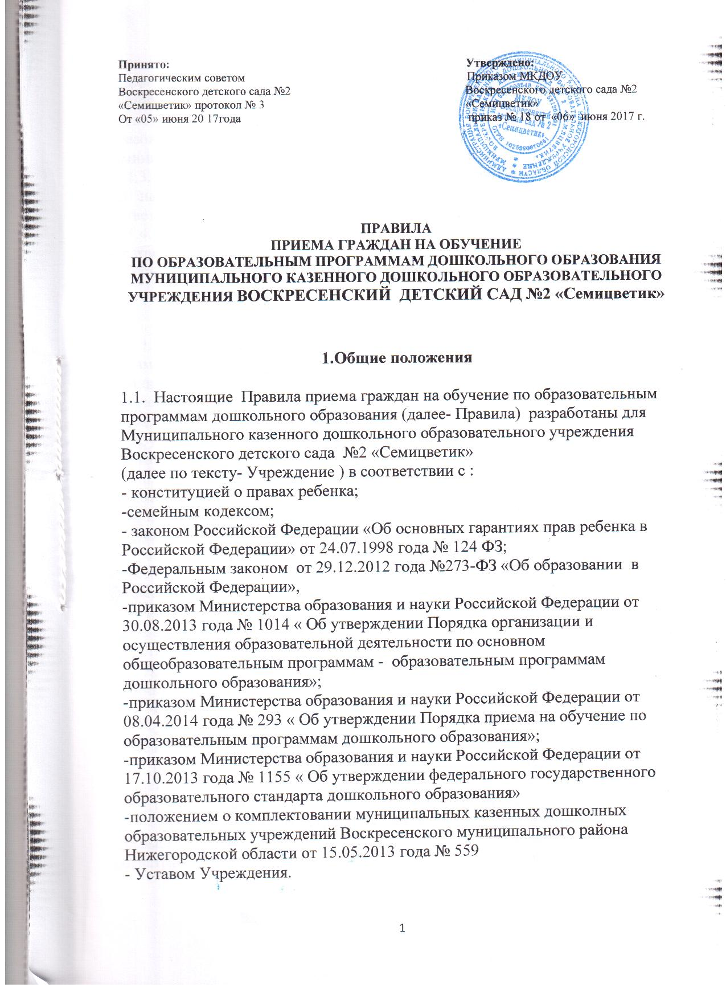 Принято:
Педагогическим советом
Воскресенского детского сада №2
«Семицветик» протокол № 3
От «05» июня 20 17года
Утверждено:
Приказом МКДОУ
Воскресенского детского сада №2
«Семицветик»
приказ № 18 от «06» июня 2017 г.
МКДОУ
Воскресенский
детский сад № 2
«Семицветик»
ПРАВИЛА
ПРИЕМА ГРАЖДАН НА ОБУЧЕНИЕ
ПО ОБРАЗОВАТЕЛЬНЫМ ПРОГРАММАМ ДОШКОЛЬНОГО ОБРАЗОВАНИЯ
МУНИЦИПАЛЬНОГО КАЗЕННОГО ДОШКОЛЬНОГО ОБРАЗОВАТЕЛЬНОГО
УЧРЕЖДЕНИЯ ВОСКРЕСЕНСКИЙ ДЕТСКИЙ САД №2 «Семицветик»
1.Общие положения
1.1. Настоящие Правила приема граждан на обучение по образовательным
программам дошкольного образования (далее- Правила) разработаны для
Муниципального казенного дошкольного образовательного учреждения
Воскресенского детского сада №2 «Семицветик»
(далее по тексту- Учреждение ) в соответствии с :
- конституцией о правах ребенка;
-семейным кодексом;
- законом Российской Федерации «Об основных гарантиях прав ребенка в
Российской Федерации» от 24.07.1998 года № 124 ФЗ;
-Федеральным законом от 29.12.2012 года №273-ФЗ «Об образовании в
Российской Федерации»,
-приказом Министерства образования и науки Российской Федерации от
30.08.2013 года № 1014 « Об утверждении Порядка организации и
осуществления образовательной деятельности по основном
общеобразовательным программам - образовательным программам
дошкольного образования»;
-приказом Министерства образования и науки Российской Федерации от
08.04.2014 года № 293 « Об утверждении Порядка приема на обучение по
образовательным программам дошкольного образования»;
-приказом Министерства образования и науки Российской Федерации от
17.10.2013 года № 1155 « Об утверждении федерального государственного
образовательного стандарта дошкольного образования»
-положением о комплектовании муниципальных казенных дошколных
образовательных учреждений Воскресенского муниципального района
Нижегородской области от 15.05.2013 года № 559
- Уставом Учреждения.
1